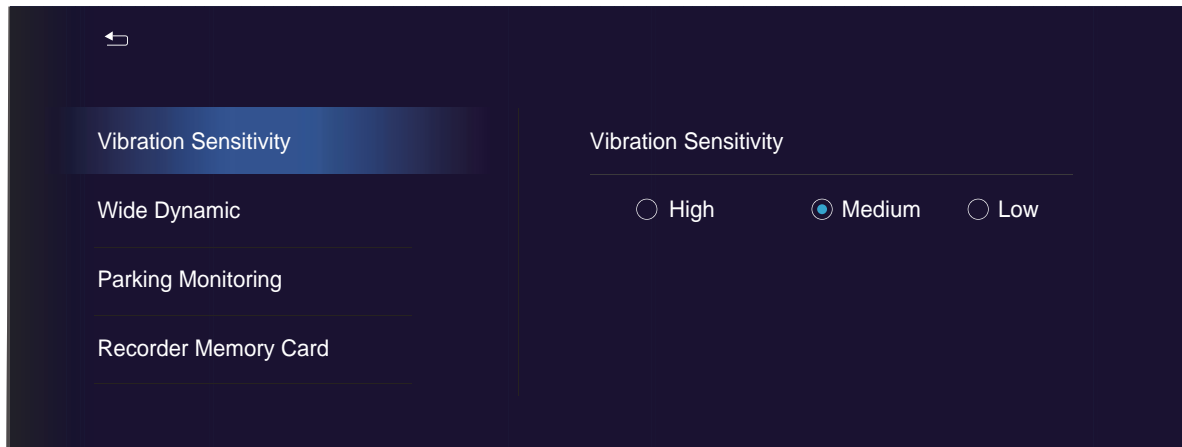 Vibration Sensitivity
Wide Dynamic
Parking Monitoring
Recorder Memory Card
Vibration Sensitivity
High Medium Low